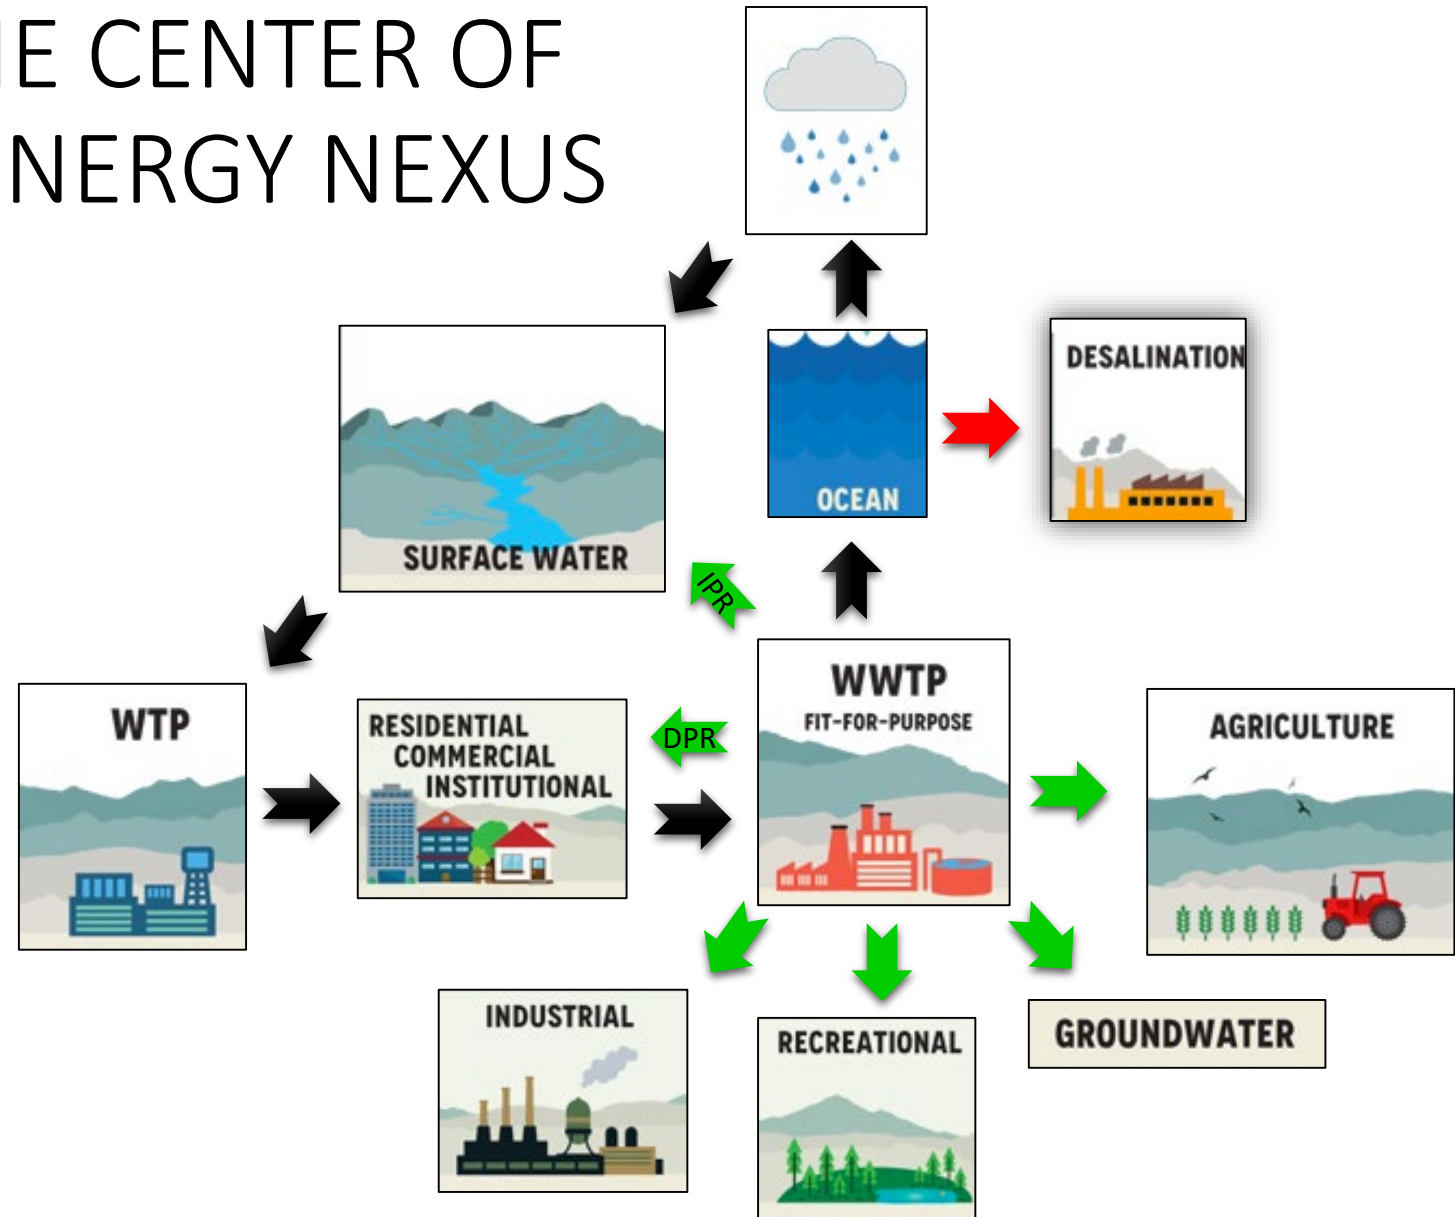 HE CENTER OF
NERGY NEXUS
DESALINATION
OCEAN
SURFACE WATER
IPR
WTP
RESIDENTIAL
COMMERCIAL
INSTITUTIONAL
DPR
WWTP
FIT-FOR-PURPOSE
AGRICULTURE
INDUSTRIAL
RECREATIONAL
GROUNDWATER